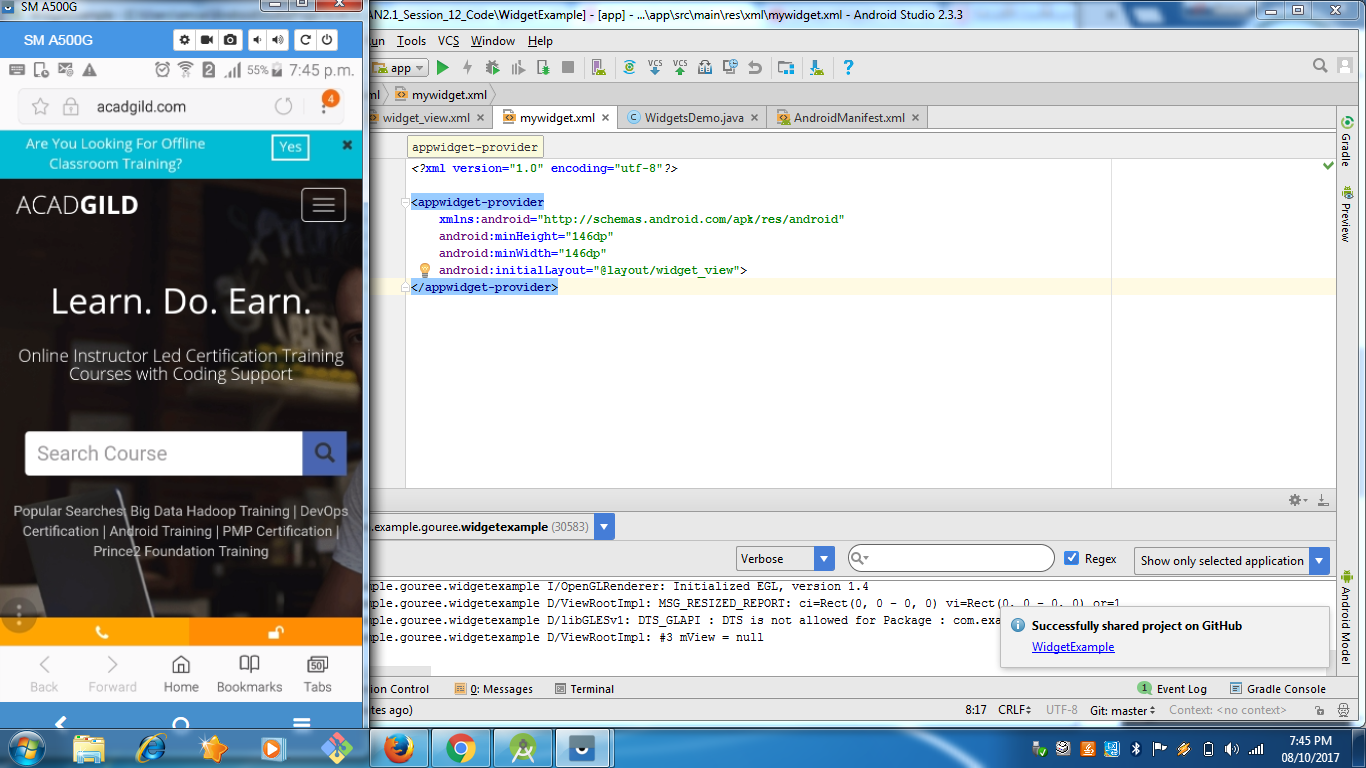 SM A500G
SM A500G
2
55%
7:45 p.m.
acadgild.com
4
Are You Looking For Offline
Classroom Training?
Yes
ACADGILD
Learn. Do. Earn.
Online Instructor Led Certification Training
Courses with Coding Support
Search Course
Popular Searches: Big Data Hadoop Training | DevOps
Certification | Android Training | PMP Certification |
Prince2 Foundation Training
Back
Forward
Home
Bookmarks
50
Tabs
AN2.1_Session_12_Code\WidgetExample] - [app] - ...\app\src\main\res\xml\mywidget.xml - Android Studio 2.3.3
un Tools VCS Window Help
app
VCS
VCS
ml
mywidget.xml
widget_view.xml
mywidget.xml
WidgetsDemo.java
AndroidManifest.xml
appwidget-provider
<?xml version="1.0" encoding="utf-8"?>
<appwidget-provider
xmlns:android="http://schemas.android.com/apk/res/android"
android:minHeight="146dp"
android:minWidth="146dp"
android:initialLayout="@layout/widget_view">
</appwidget-provider>
Gradle
Preview
Android Model
.example.gouree.widgetexample (30583)
Verbose
Regex
Show only selected application
mple.gouree.widgetexample I/OpenGLRenderer: Initialized EGL, version 1.4
mple.gouree.widgetexample D/ViewRootImpl: MSG_RESIZED_REPORT: ci=Rect(0, 0 - 0, 0) vi=Rect(0, 0 - 0, 0) or=1
mple.gouree.widgetexample D/libGLESv1: DTS_GLAPI : DTS is not allowed for Package : com.exa
mple.gouree.widgetexample D/ViewRootImpl: #3 mView = null
Successfully shared project on GitHub
WidgetExample
ion Control
0: Messages
Terminal
1 Event Log
Gradle Console
tes ago)
8:17
CRLF
UTF-8
Git: master
Context: <no context>
7:45 PM
08/10/2017